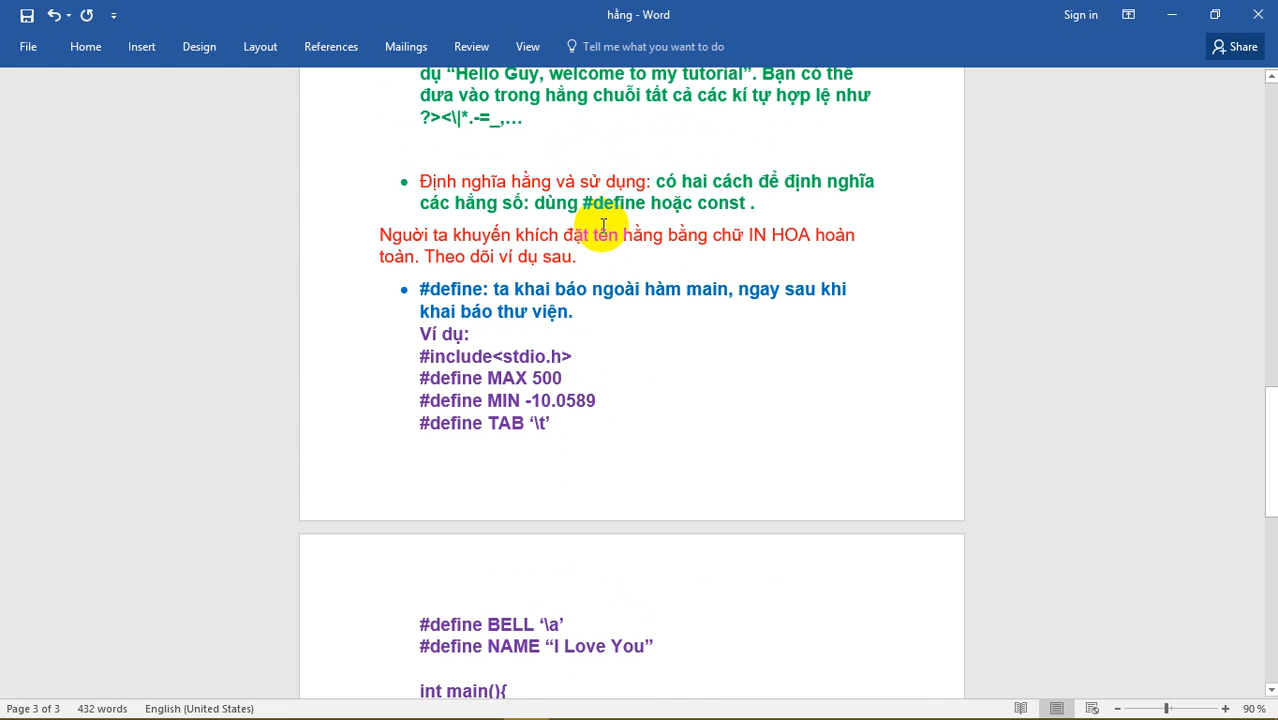 hằng - Word
Sign in
File Home Insert Design Layout References Mailings Review View Tell me what you want to do Share
dụ “Hello Guy, welcome to my tutorial”. Bạn có thể
đưa vào trong hằng chuỗi tất cả các kí tự hợp lệ như
?><\|*.-=_,…
• Định nghĩa hằng và sử dụng: có hai cách để định nghĩa
các hằng số: dùng #define hoặc const .
Nguời ta khuyến khích đặt tên hằng bằng chữ IN HOA hoàn
toàn. Theo dõi ví dụ sau.
• #define: ta khai báo ngoài hàm main, ngay sau khi
khai báo thư viện.
Ví dụ:
#include<stdio.h>
#define MAX 500
#define MIN -10.0589
#define TAB ‘\t’
#define BELL ‘\a’
#define NAME “I Love You”
int main(){
Page 3 of 3 432 words English (United States) 90%